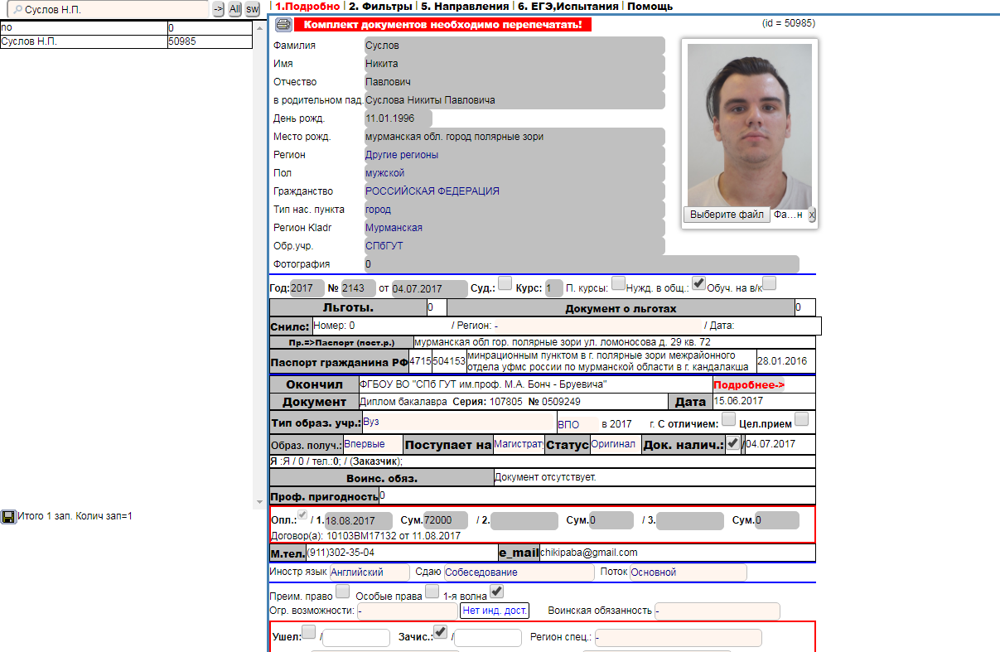 Суслов Н.П. -> All sw
1.Подробно | 2. Фильтры | 5. Направления | 6. ЕГЭ,Испытания | Помощь
по 0
Суслов Н.П. 50985
Итого 1 зап. Колич зап=1
Комплект документов необходимо перепечатать! (id = 50985)
Фамилия Суслов
Имя Никита
Отчество Павлович
в родительном пад. Суслова Никиты Павловича
День рожд. 11.01.1996
Место рожд. мурманская обл. город полярные зори
Регион Другие регионы
Пол мужской
Гражданство РОССИЙСКАЯ ФЕДЕРАЦИЯ
Тип нас. пункта город
Регион Kladr Мурманская
Обр.учр. СПбГУТ
Фотография 0
Выберите файл Фа...н x
Год: 2017 № 2143 от 04.07.2017 Суд.: Курс: 1 П. курсы: Нужд. в общ.: Обуч. на в/к
Льготы. 0 Документ о льготах 0
Снилс: Номер: 0 / Регион: - / Дата:
Пр.=>Паспорт (пост.р.) мурманская обл гор. полярные зори ул. ломоносова д. 29 кв. 72
Паспорт гражданина РФ 4715 504153 минрационным пунктом в г. полярные зори межрайонного
отдела уфмс россии по мурманской области в г. кандалакша 28.01.2016
Окончил ФГБОУ ВО "СПб ГУТ им.проф. М.А. Бонч - Бруевича" Подробнее->
Документ Диплом бакалавра Серия: 107805 № 0509249 Дата 15.06.2017
Тип образ. учр.: Вуз ВПО в 2017 г. С отличием: Цел.прием
Образ. получ.: Впервые Поступает на Магистрату Статус Оригинал Док. налич.: / 04.07.2017
Я :Я / 0 / тел.:0; / (Заказчик);
Воинс. обяз. Документ отсутствует.
Проф. пригодность 0
Опл.: / 1. 18.08.2017 Сум. 72000 / 2. Сум. 0 / 3. Сум. 0
Договор(а): 10103ВМ17132 от 11.08.2017
М.тел. (911)302-35-04 e_mail chikipaba@gmail.com
Иностр язык Английский Сдаю Собеседование Поток Основной
Преим. право Особые права 1-я волна
Огр. возможности: - Нет инд. дост. Воинская обязанность -
Ушел: / Зачис.: / Регион спец.: -